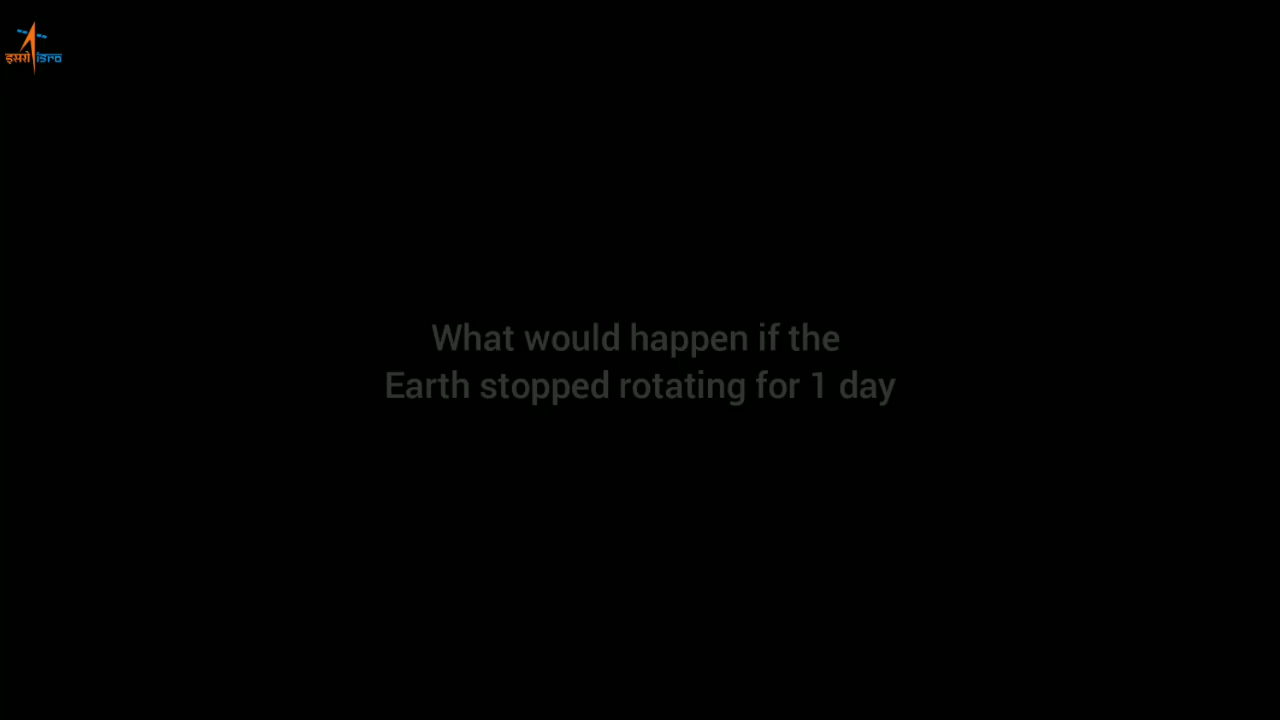 इसरो isro
What would happen if the
Earth stopped rotating for 1 day